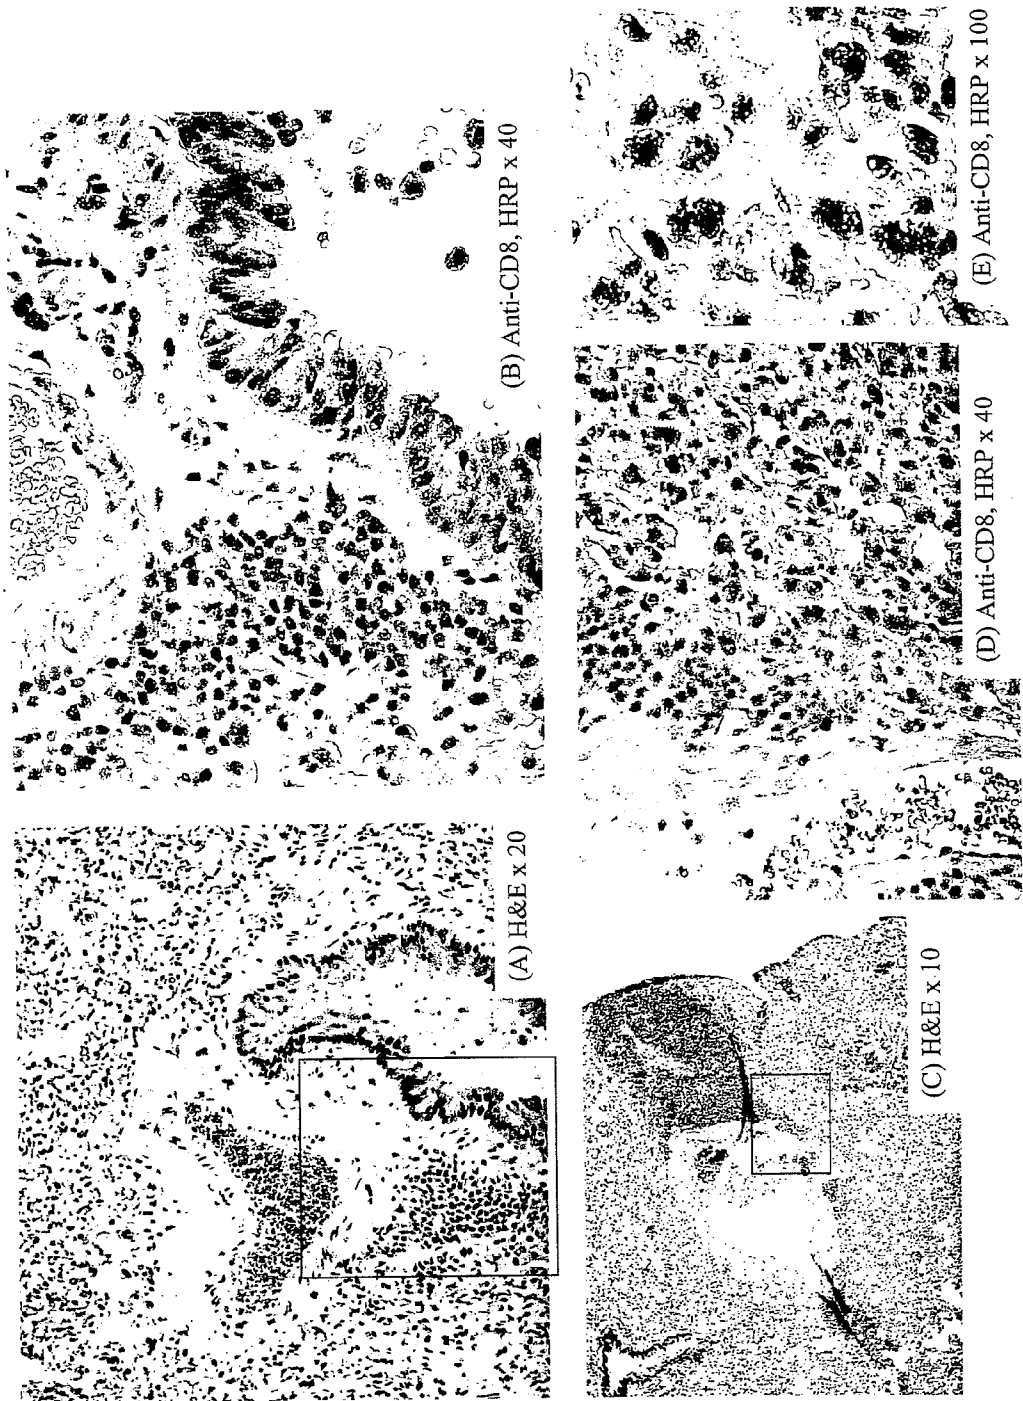 (A) H&E x 20
(B) Anti-CD8, HRP x 40
(C) H&E x 10
(D) Anti-CD8, HRP x 40
(E) Anti-CD8, HRP x 100